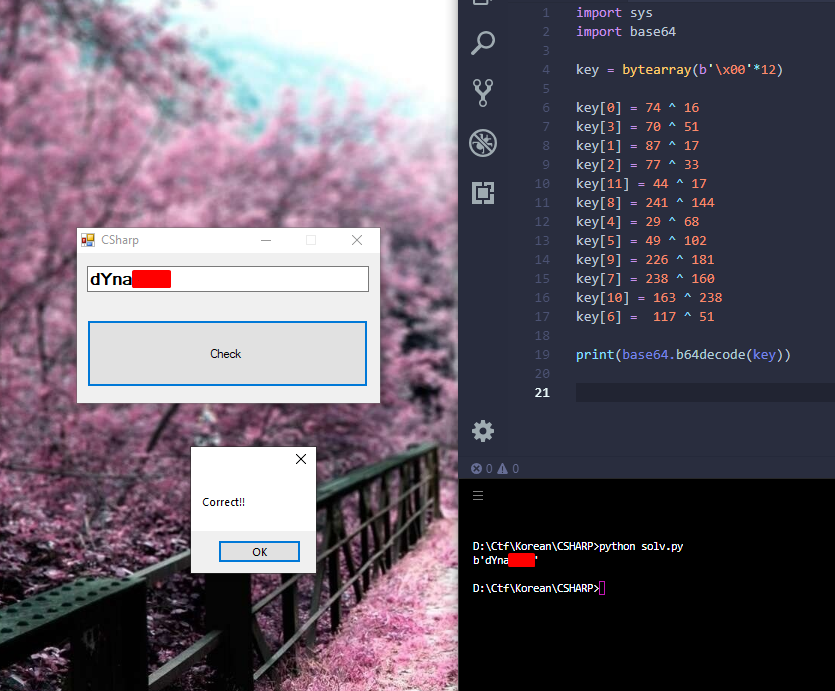 CSharp
dYna
Check
Correct!!
OK
1 import sys
2 import base64
3
4 key = bytearray(b'\x00'*12)
5
6 key[0] = 74 ^ 16
7 key[3] = 70 ^ 51
8 key[1] = 87 ^ 17
9 key[2] = 77 ^ 33
10 key[11] = 44 ^ 17
11 key[8] = 241 ^ 144
12 key[4] = 29 ^ 68
13 key[5] = 49 ^ 102
14 key[9] = 226 ^ 181
15 key[7] = 238 ^ 160
16 key[10] = 163 ^ 238
17 key[6] =  117 ^ 51
18
19 print(base64.b64decode(key))
20
21
0 0
D:\Ctf\Korean\CSHARP>python solv.py
b'dYna'
D:\Ctf\Korean\CSHARP>